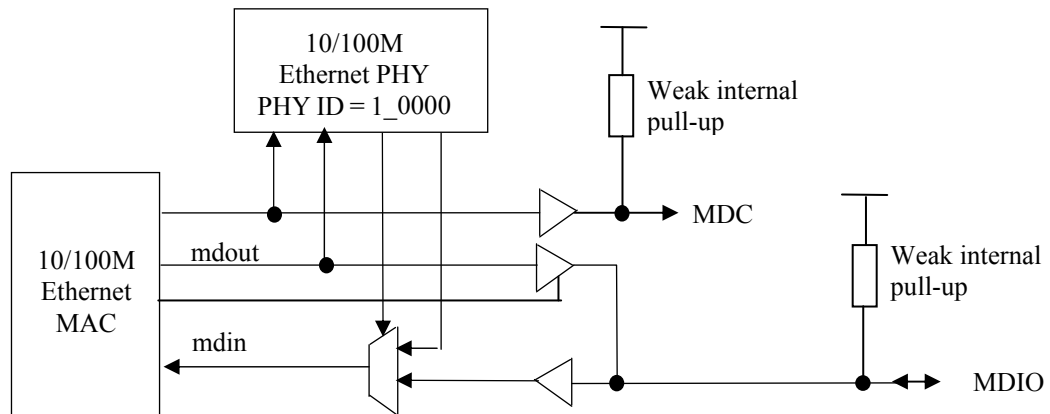 10/100M
Ethernet PHY
PHY ID = 1_0000
Weak internal
pull-up
MDC
mdout
10/100M
Ethernet
MAC
Weak internal
pull-up
mdin
MDIO